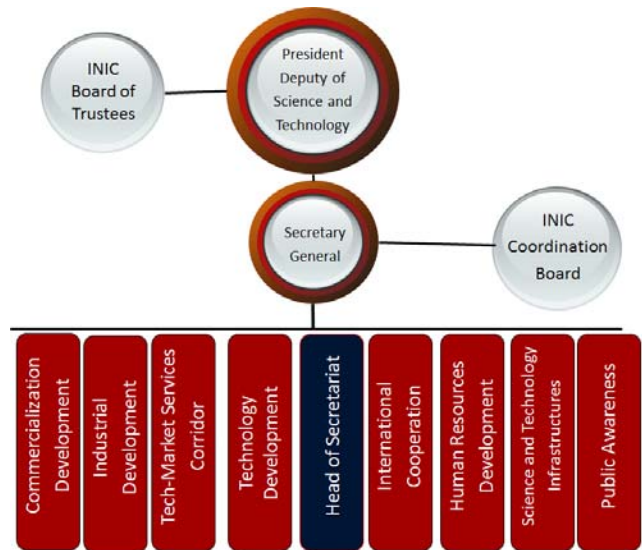 President
Deputy of
Science and
Technology
INIC
Board of
Trustees
Secretary
General
INIC
Coordination
Board
Commercialization
Development
Industrial
Development
Tech-Market Services
Corridor
Technology
Development
Head of Secretariat
International
Cooperation
Human Resources
Development
Science and Technology
Infrastructures
Public Awareness